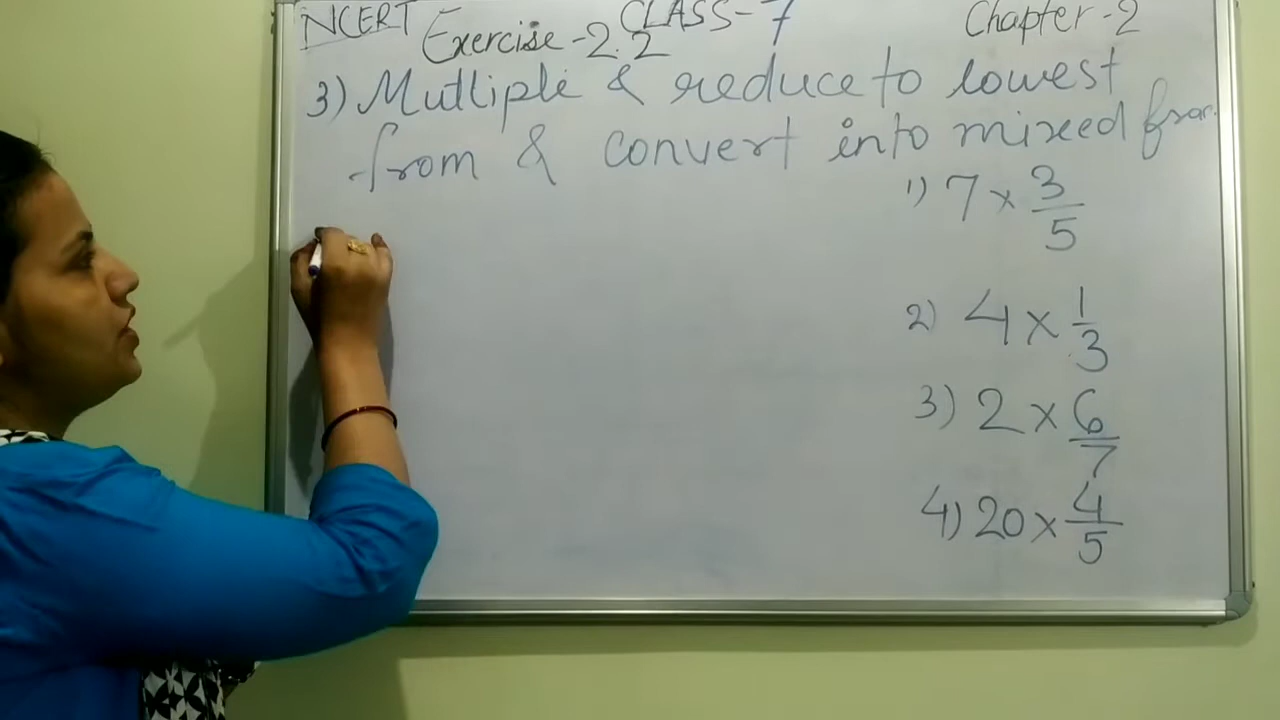 NCERT CLASS-7 Chapter-2
Exercise-2.2
3) Mutliple & reduce to lowest
from & convert into mixed frac.
1) 7 × 3/5
2) 4 × 1/3
3) 2 × 6/7
4) 20 × 4/5